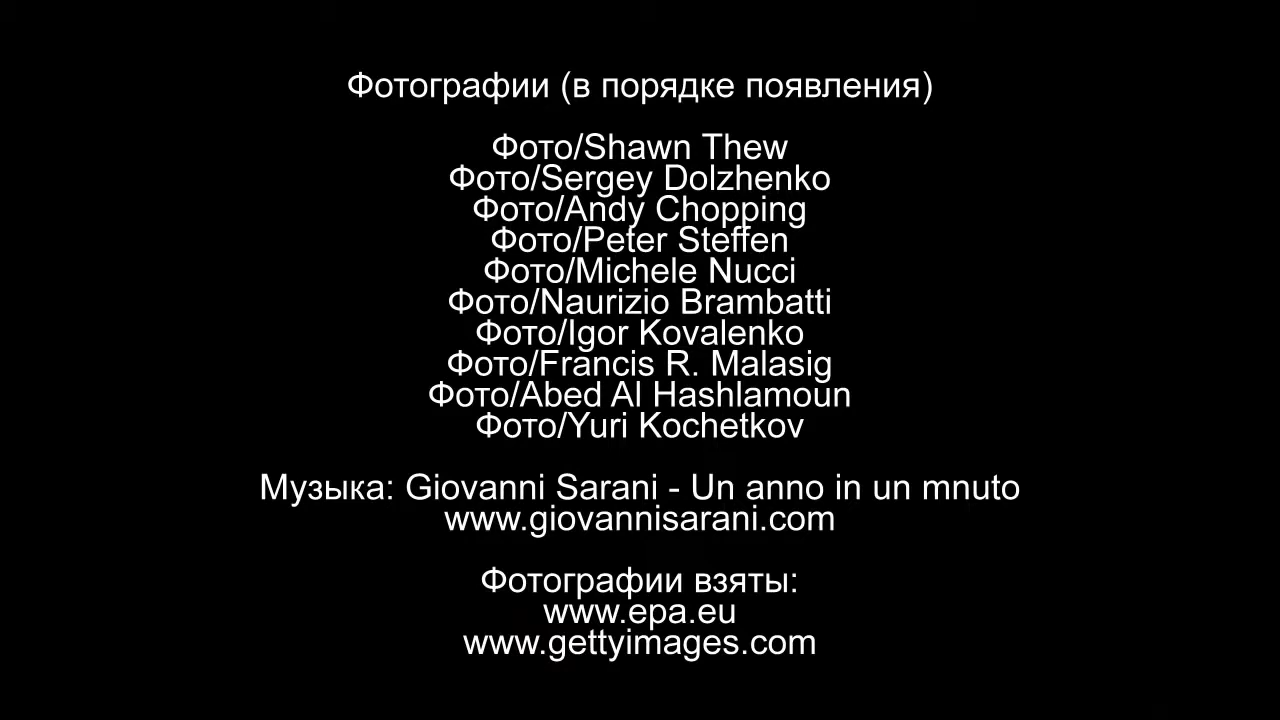 Фотографии (в порядке появления)
Фото/Shawn Thew
Фото/Sergey Dolzhenko
Фото/Andy Chopping
Фото/Peter Steffen
Фото/Michele Nucci
Фото/Naurizio Brambatti
Фото/Igor Kovalenko
Фото/Francis R. Malasig
Фото/Abed Al Hashlamoun
Фото/Yuri Kochetkov
Музыка: Giovanni Sarani - Un anno in un mnuto
www.giovannisarani.com
Фотографии взяты:
www.epa.eu
www.gettyimages.com